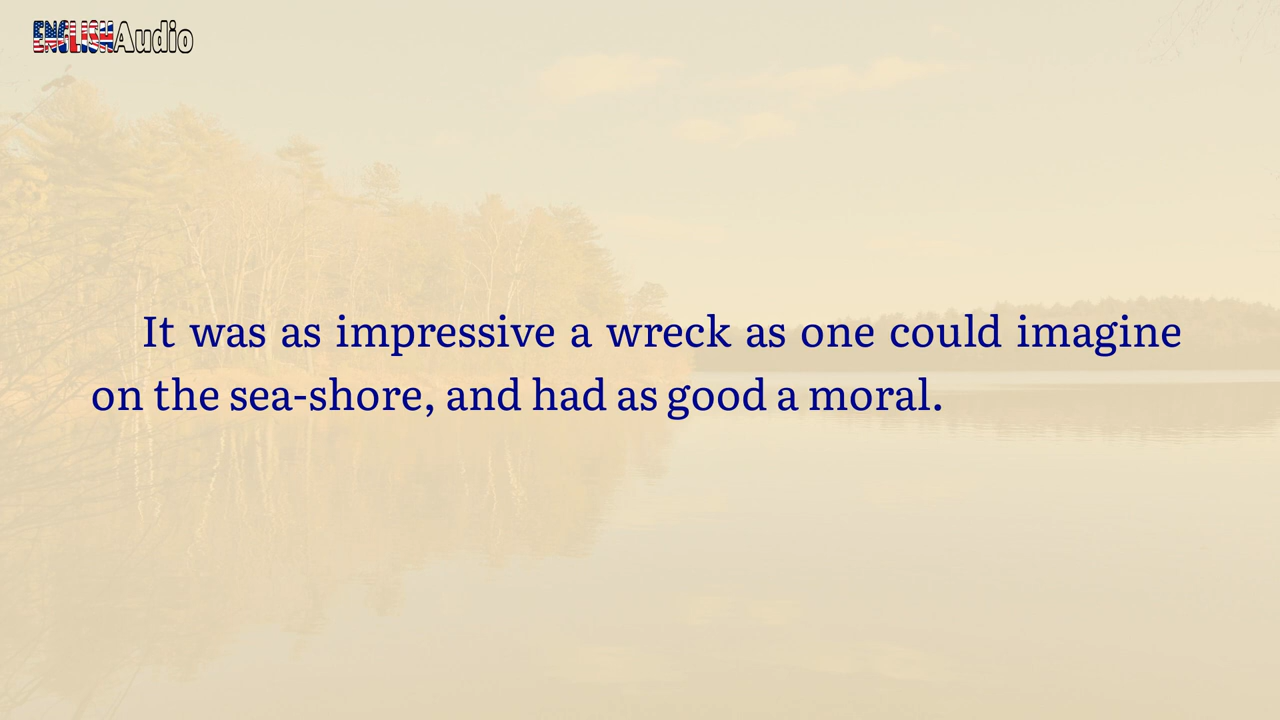 ENGLISHAudio
It was as impressive a wreck as one could imagine
on the sea-shore, and had as good a moral.